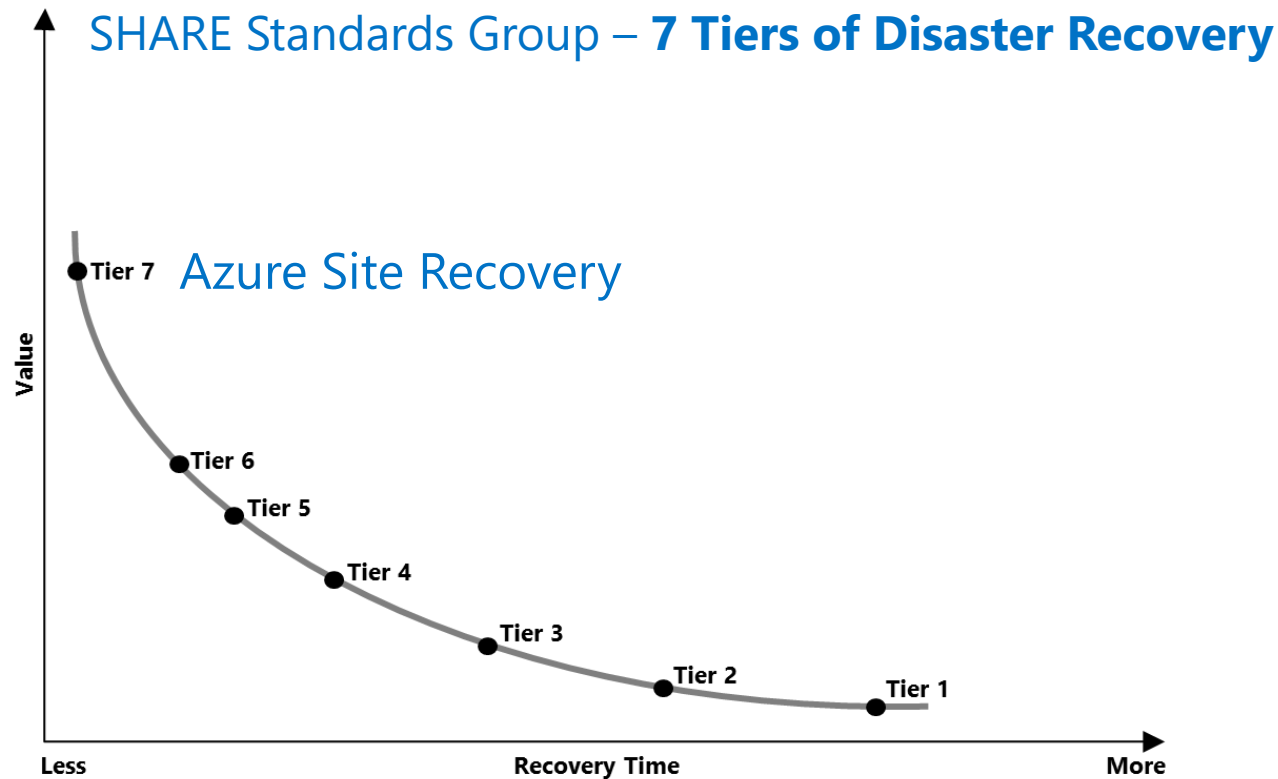 SHARE Standards Group – 7 Tiers of Disaster Recovery
Tier 7
Azure Site Recovery
Value
Tier 6
Tier 5
Tier 4
Tier 3
Tier 2
Tier 1
Less
Recovery Time
More